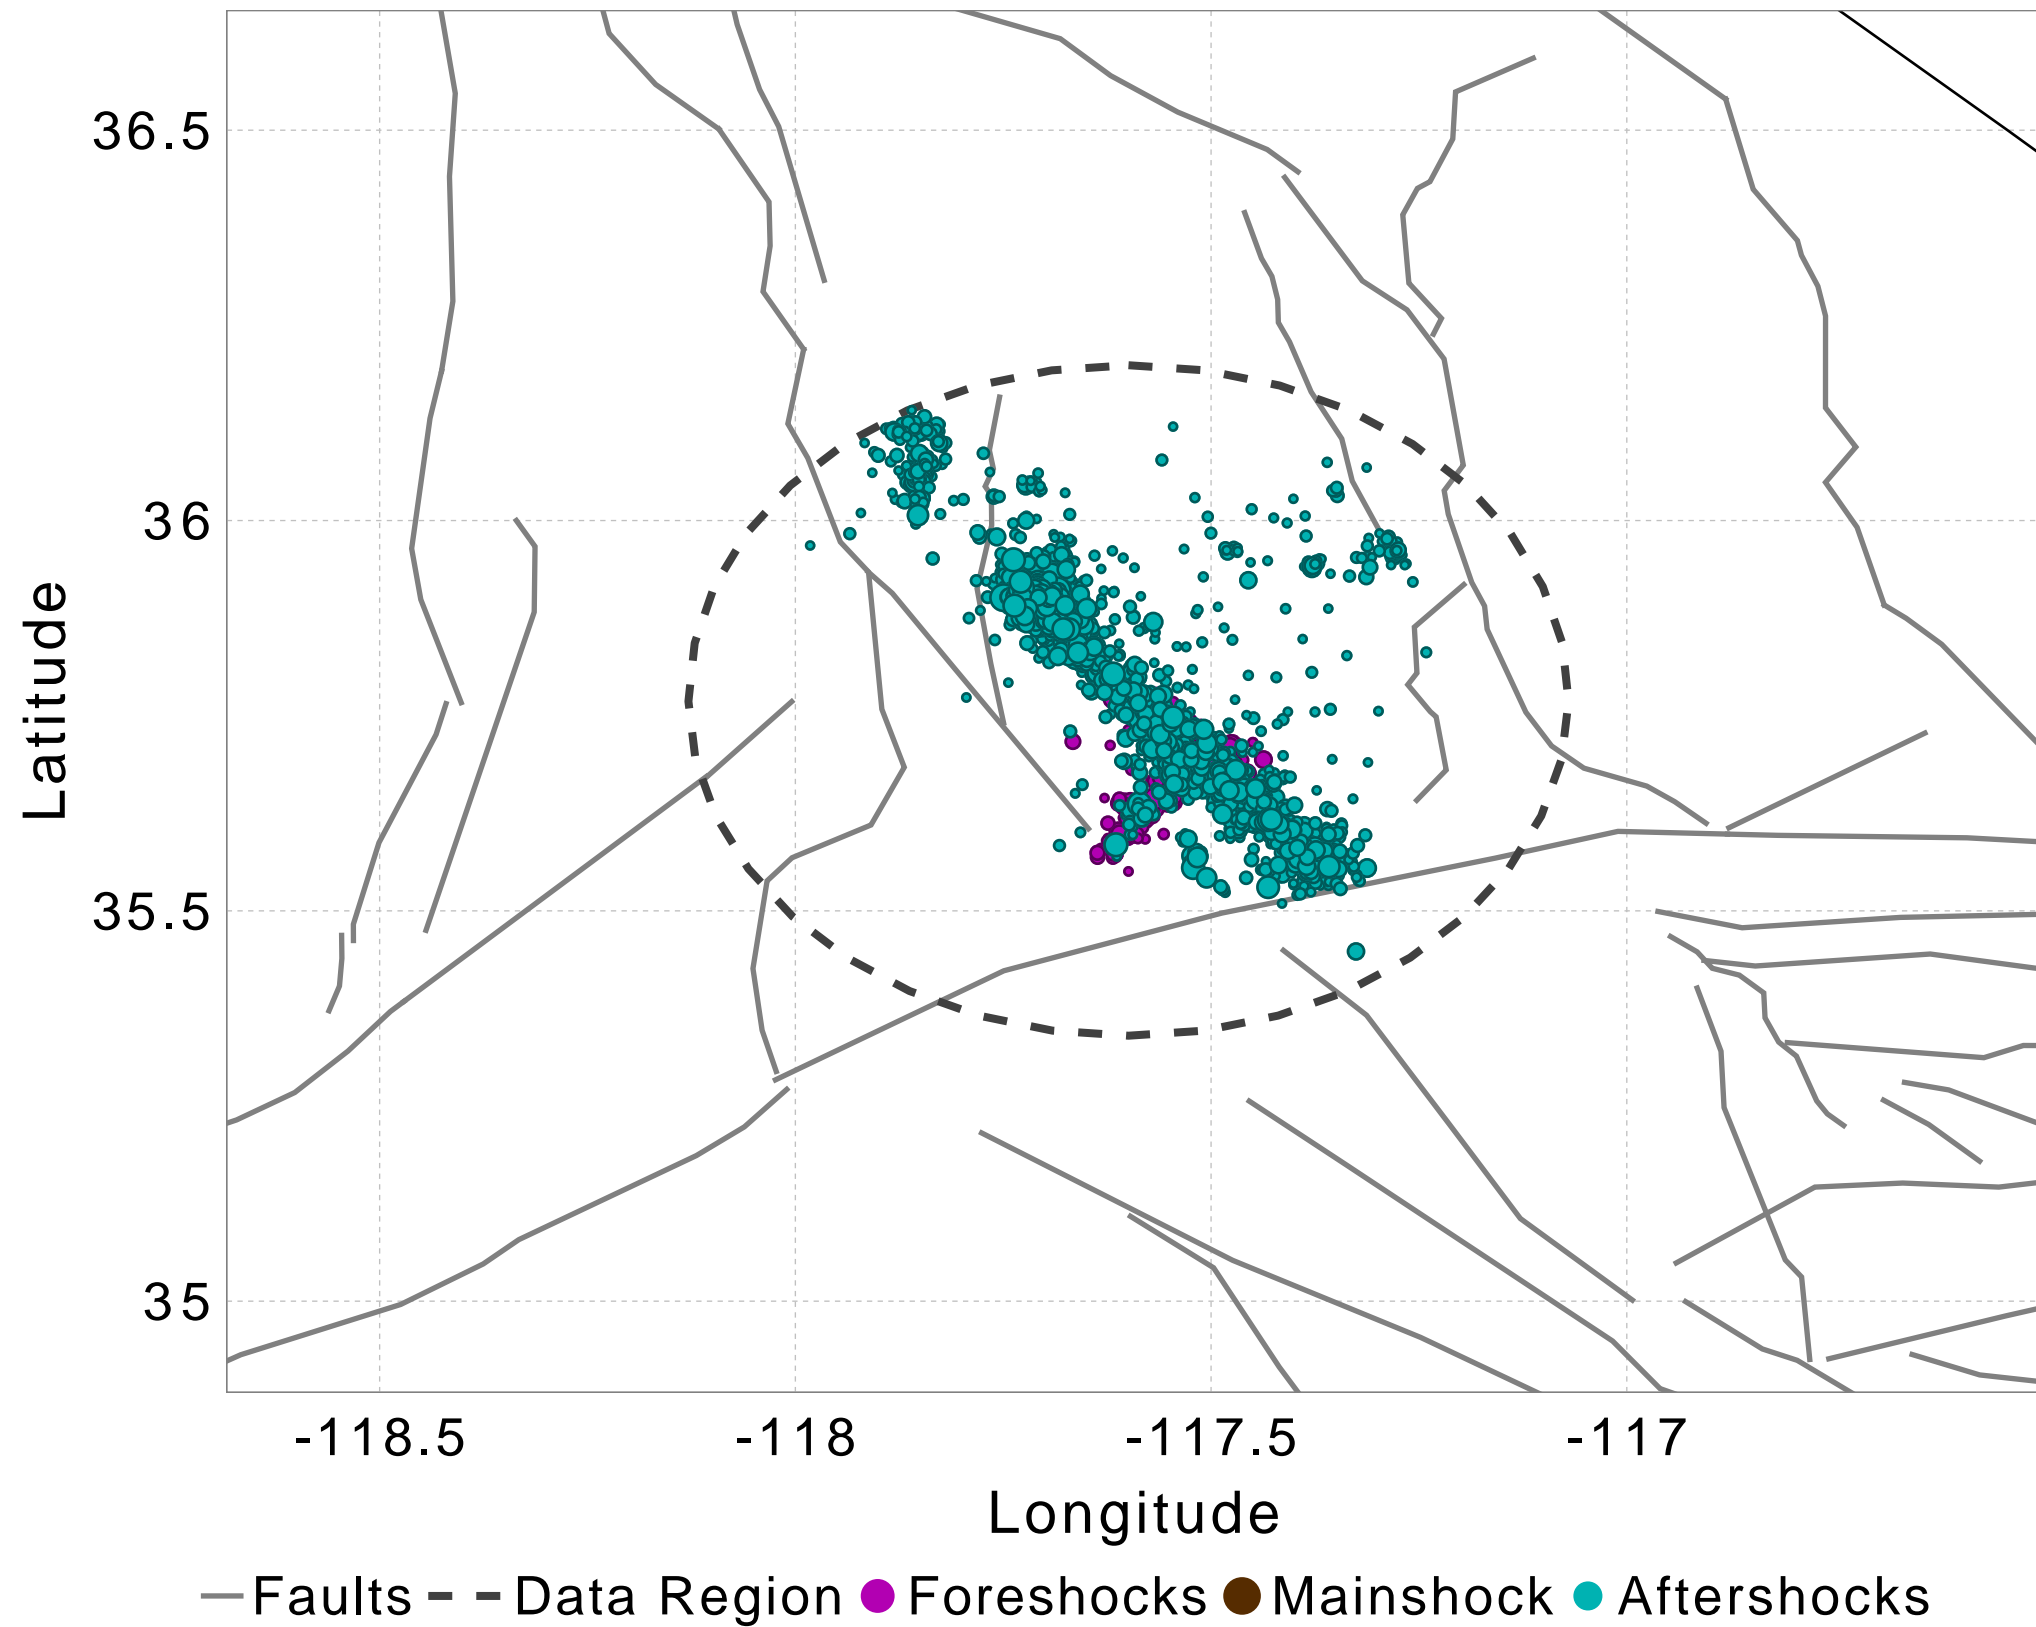 36.5
36
35.5
35
Latitude
-118.5 -118 -117.5 -117
Longitude
Faults Data Region Foreshocks Mainshock Aftershocks